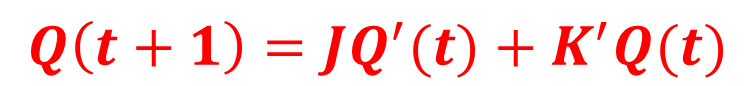 Q(t + 1) = JQ′(t) + K′Q(t)